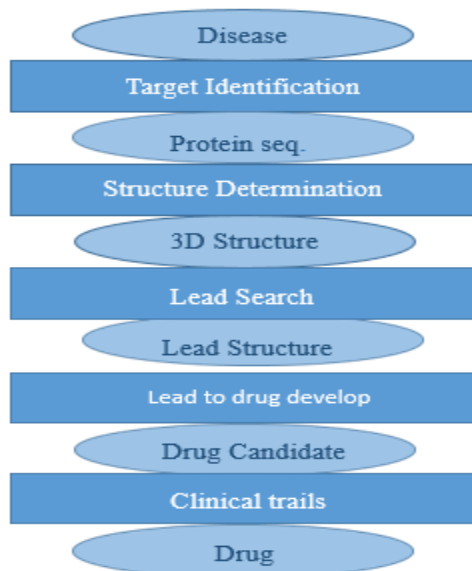 Disease
Target Identification
Protein seq.
Structure Determination
3D Structure
Lead Search
Lead Structure
Lead to drug develop
Drug Candidate
Clinical trails
Drug